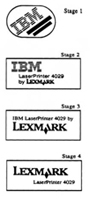 Stage 1
IBM
Stage 2
IBM
LaserPrinter 4029
by LEXMARK
Stage 3
IBM LaserPrinter 4029 by
LEXMARK
Stage 4
LEXMARK
LaserPrinter 4029